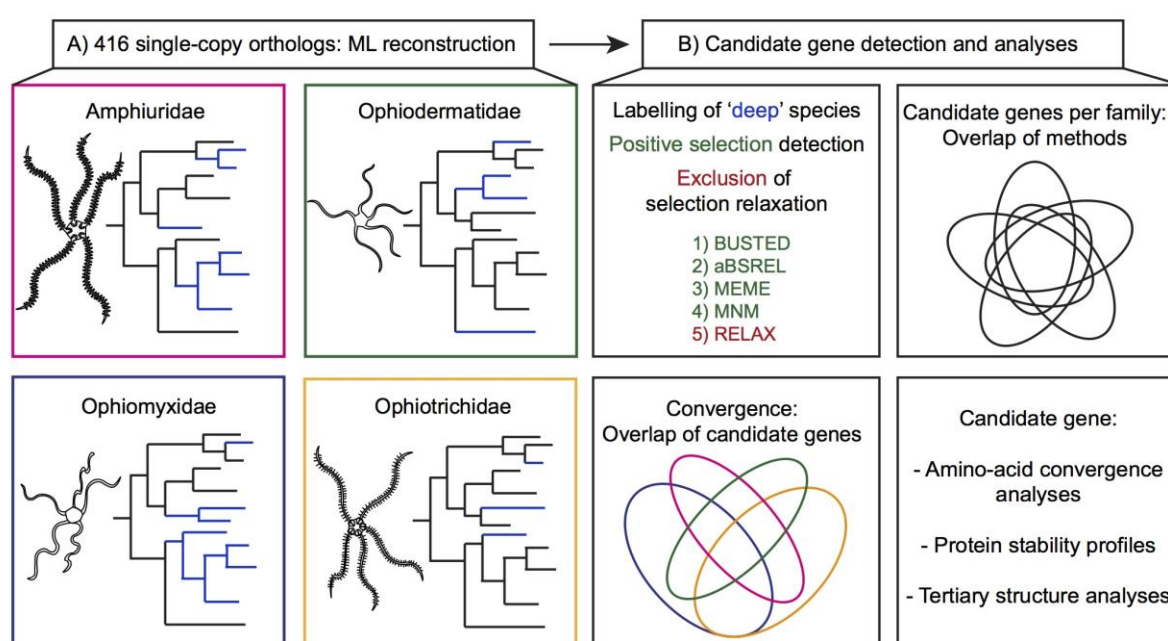 A) 416 single-copy orthologs: ML reconstruction
B) Candidate gene detection and analyses
Amphiuridae
Ophiodermatidae
Labelling of ‘deep’ species
Positive selection detection
Exclusion of
selection relaxation
1) BUSTED
2) aBSREL
3) MEME
4) MNM
5) RELAX
Candidate genes per family:
Overlap of methods
Ophiomyxidae
Ophiotrichidae
Convergence:
Overlap of candidate genes
Candidate gene:
- Amino-acid convergence
analyses
- Protein stability profiles
- Tertiary structure analyses